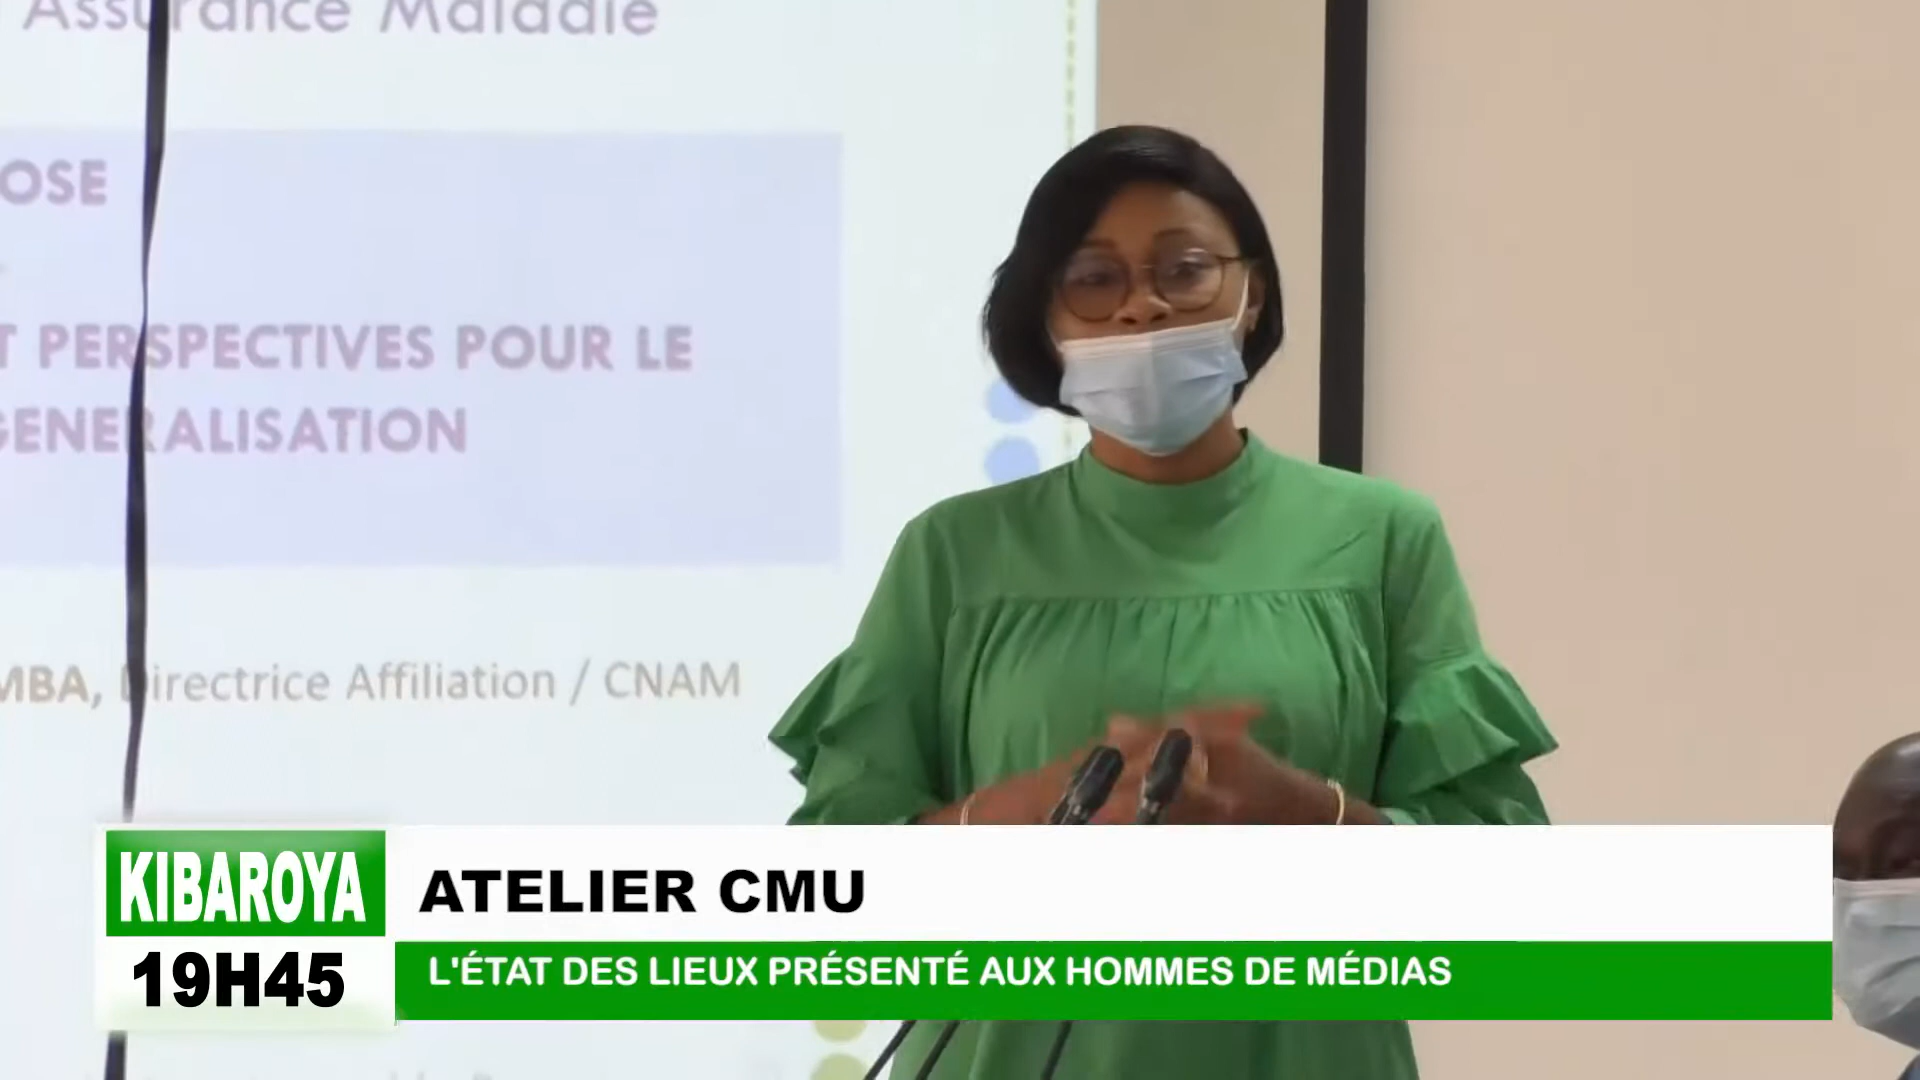 Assurance Maladie
OSE
T PERSPECTIVES POUR LE
GENERALISATION
MBA, Directrice Affiliation / CNAM
KIBAROYA
19H45
ATELIER CMU
L'ÉTAT DES LIEUX PRÉSENTÉ AUX HOMMES DE MÉDIAS